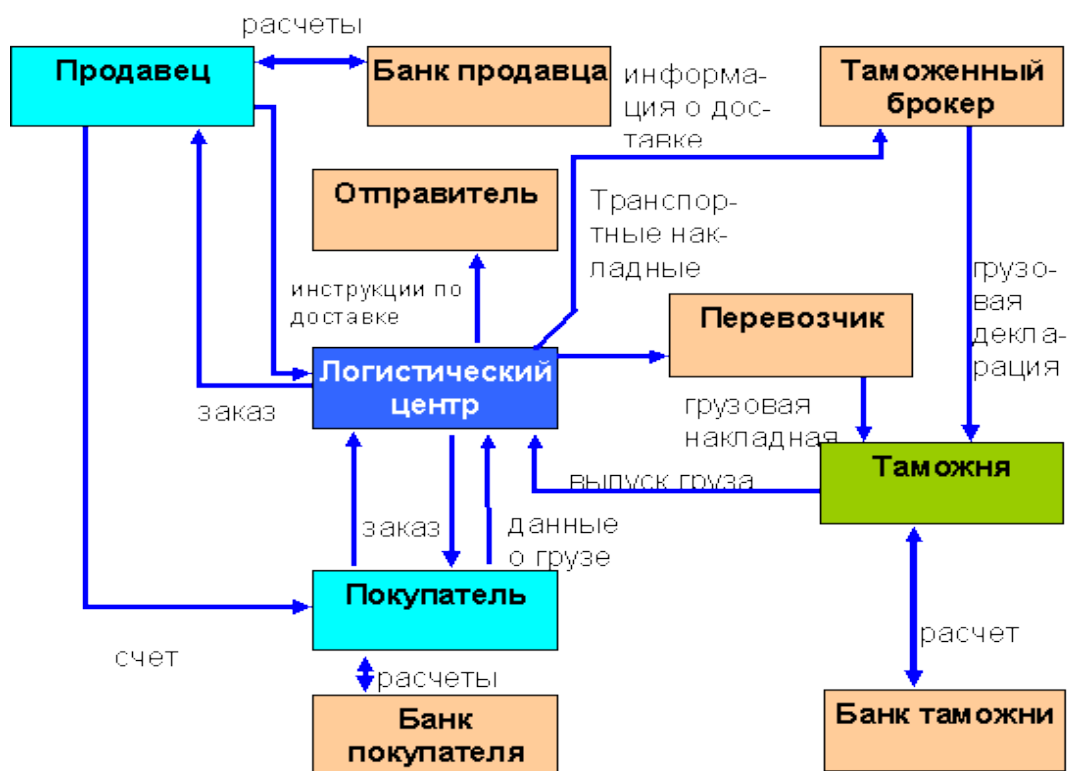 расчеты
Продавец
Банк продавца
информа-
ция о дос-
тавке
Таможенный
брокер
Отправитель
Транспор-
тные нак-
ладные
инструкции по
доставке
грузо-
вая
декла-
рация
Перевозчик
Логистический
центр
заказ
грузовая
накладная
Таможня
выпуск груза
заказ
данные
о грузе
Покупатель
счет
расчеты
расчет
Банк
покупателя
Банк таможни